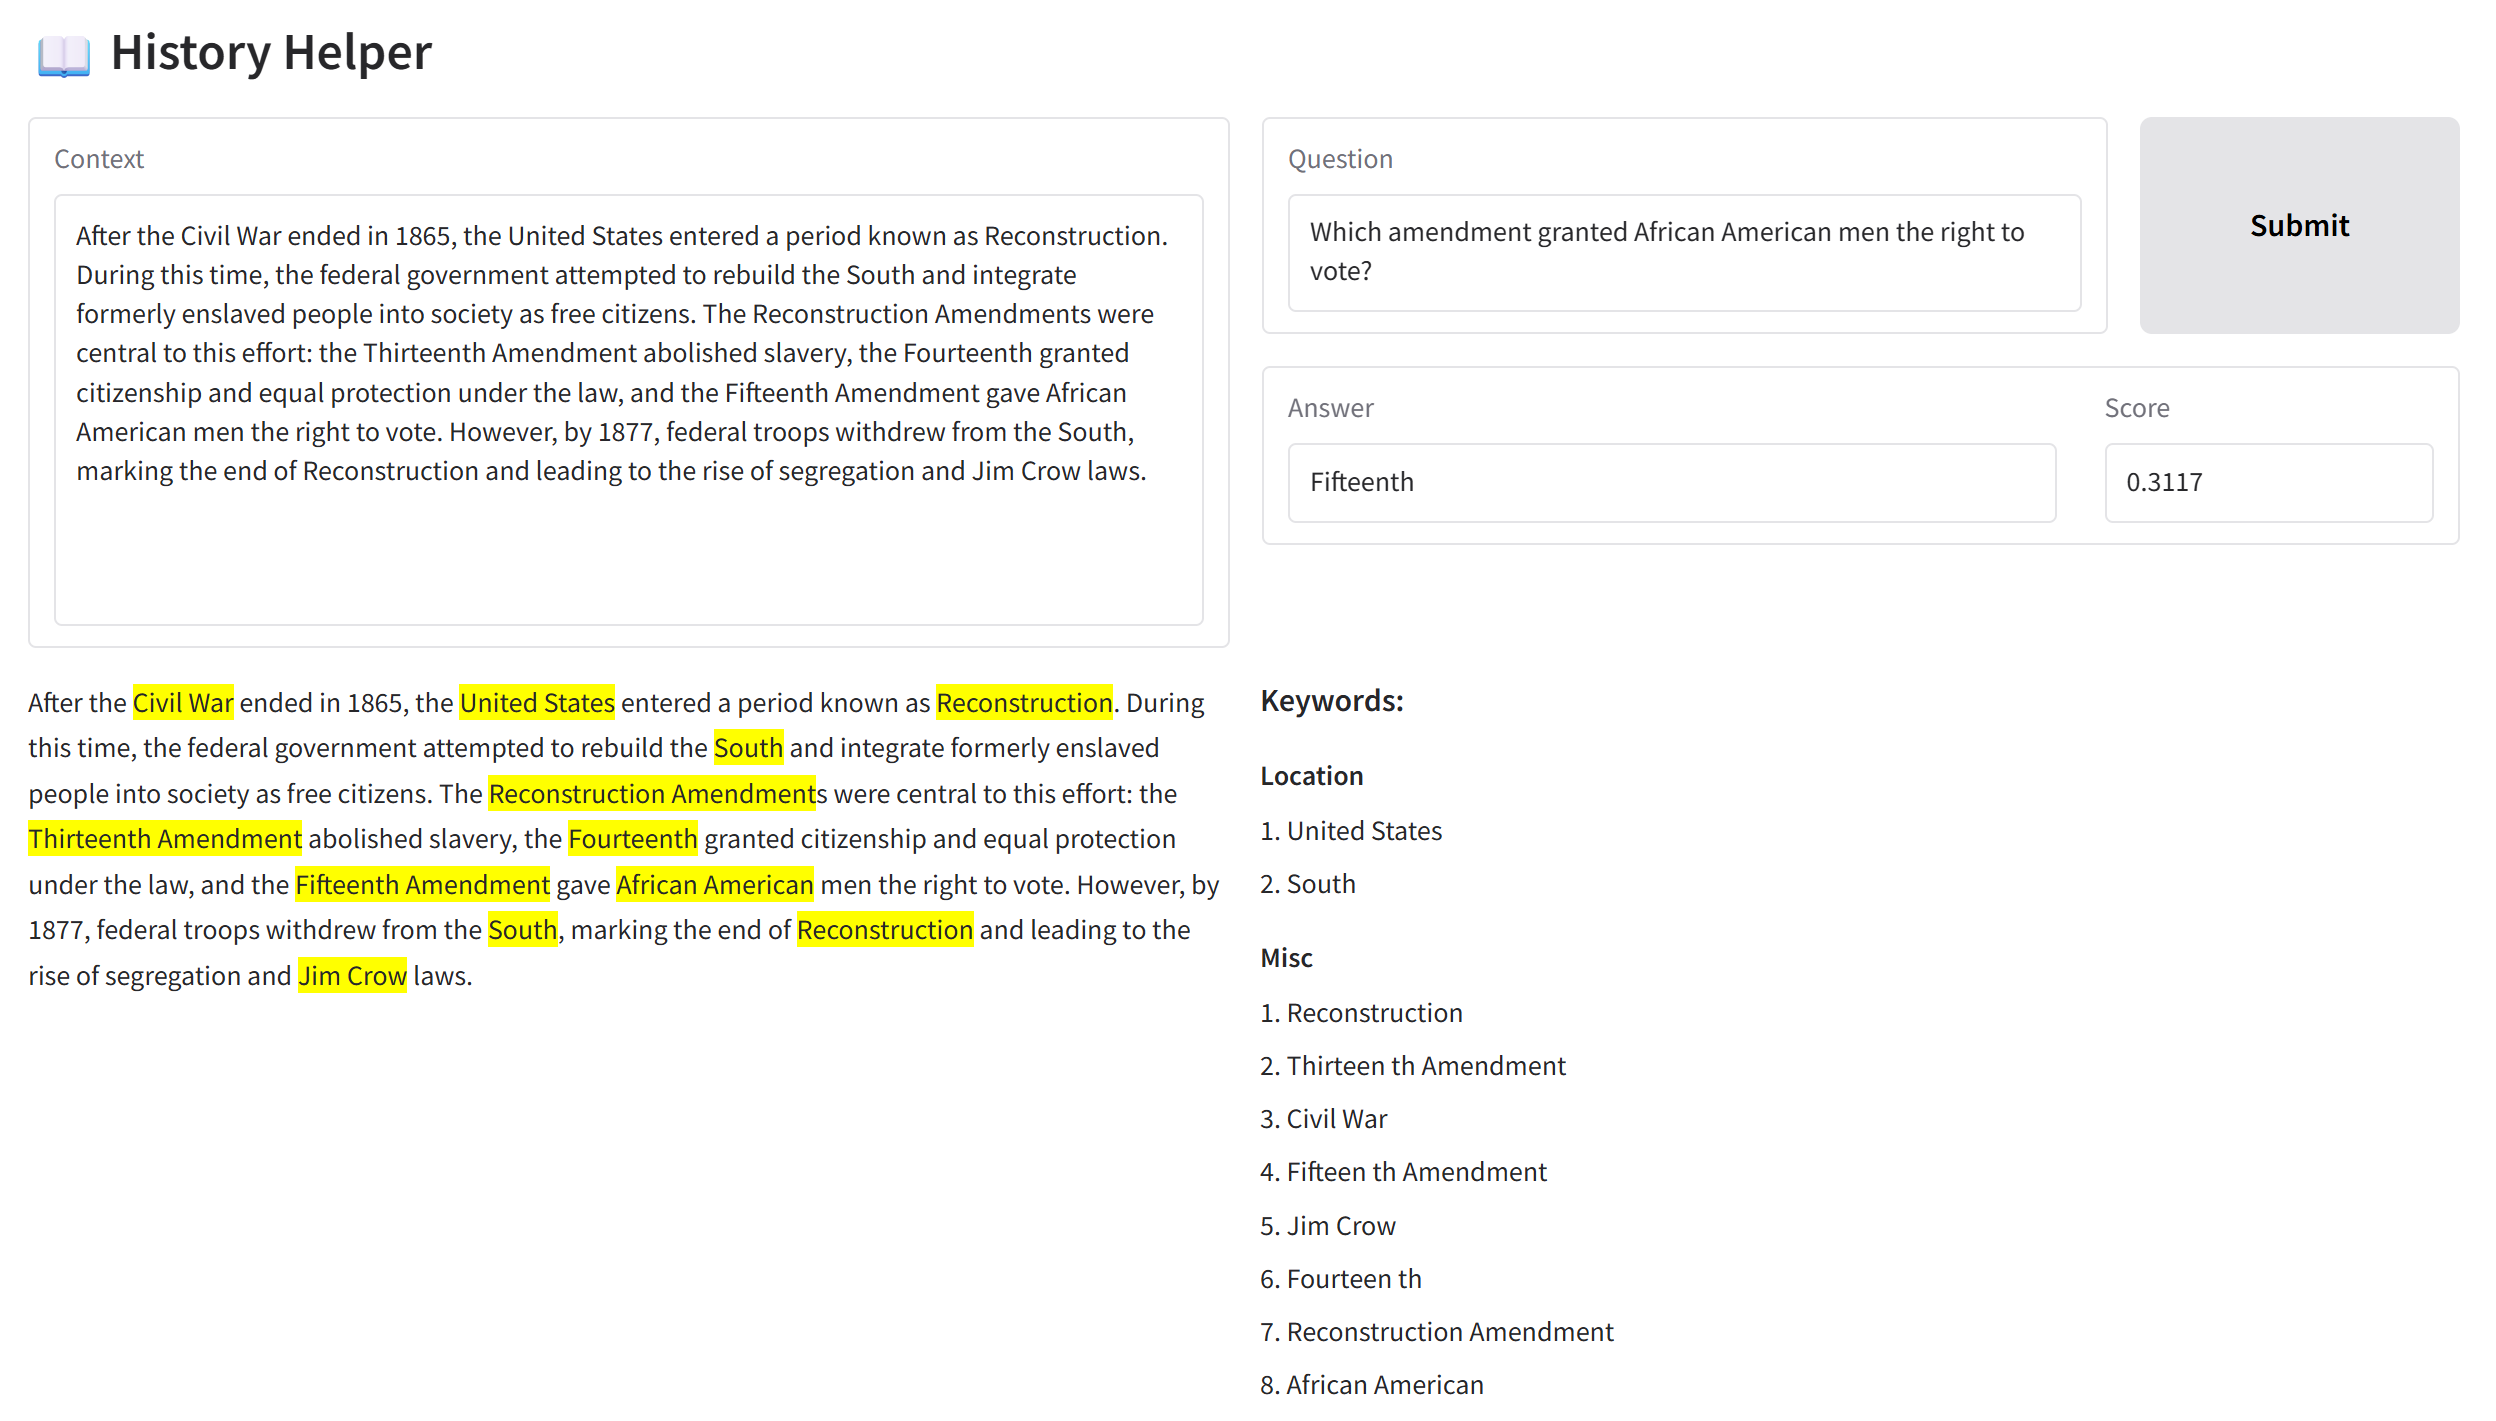 History Helper
Context
After the Civil War ended in 1865, the United States entered a period known as Reconstruction.
During this time, the federal government attempted to rebuild the South and integrate
formerly enslaved people into society as free citizens. The Reconstruction Amendments were
central to this effort: the Thirteenth Amendment abolished slavery, the Fourteenth granted
citizenship and equal protection under the law, and the Fifteenth Amendment gave African
American men the right to vote. However, by 1877, federal troops withdrew from the South,
marking the end of Reconstruction and leading to the rise of segregation and Jim Crow laws.
Question
Which amendment granted African American men the right to
vote?
Submit
Answer
Fifteenth
Score
0.3117
After the Civil War ended in 1865, the United States entered a period known as Reconstruction. During
this time, the federal government attempted to rebuild the South and integrate formerly enslaved
people into society as free citizens. The Reconstruction Amendments were central to this effort: the
Thirteenth Amendment abolished slavery, the Fourteenth granted citizenship and equal protection
under the law, and the Fifteenth Amendment gave African American men the right to vote. However, by
1877, federal troops withdrew from the South, marking the end of Reconstruction and leading to the
rise of segregation and Jim Crow laws.
Keywords:
Location
1. United States
2. South
Misc
1. Reconstruction
2. Thirteen th Amendment
3. Civil War
4. Fifteen th Amendment
5. Jim Crow
6. Fourteen th
7. Reconstruction Amendment
8. African American